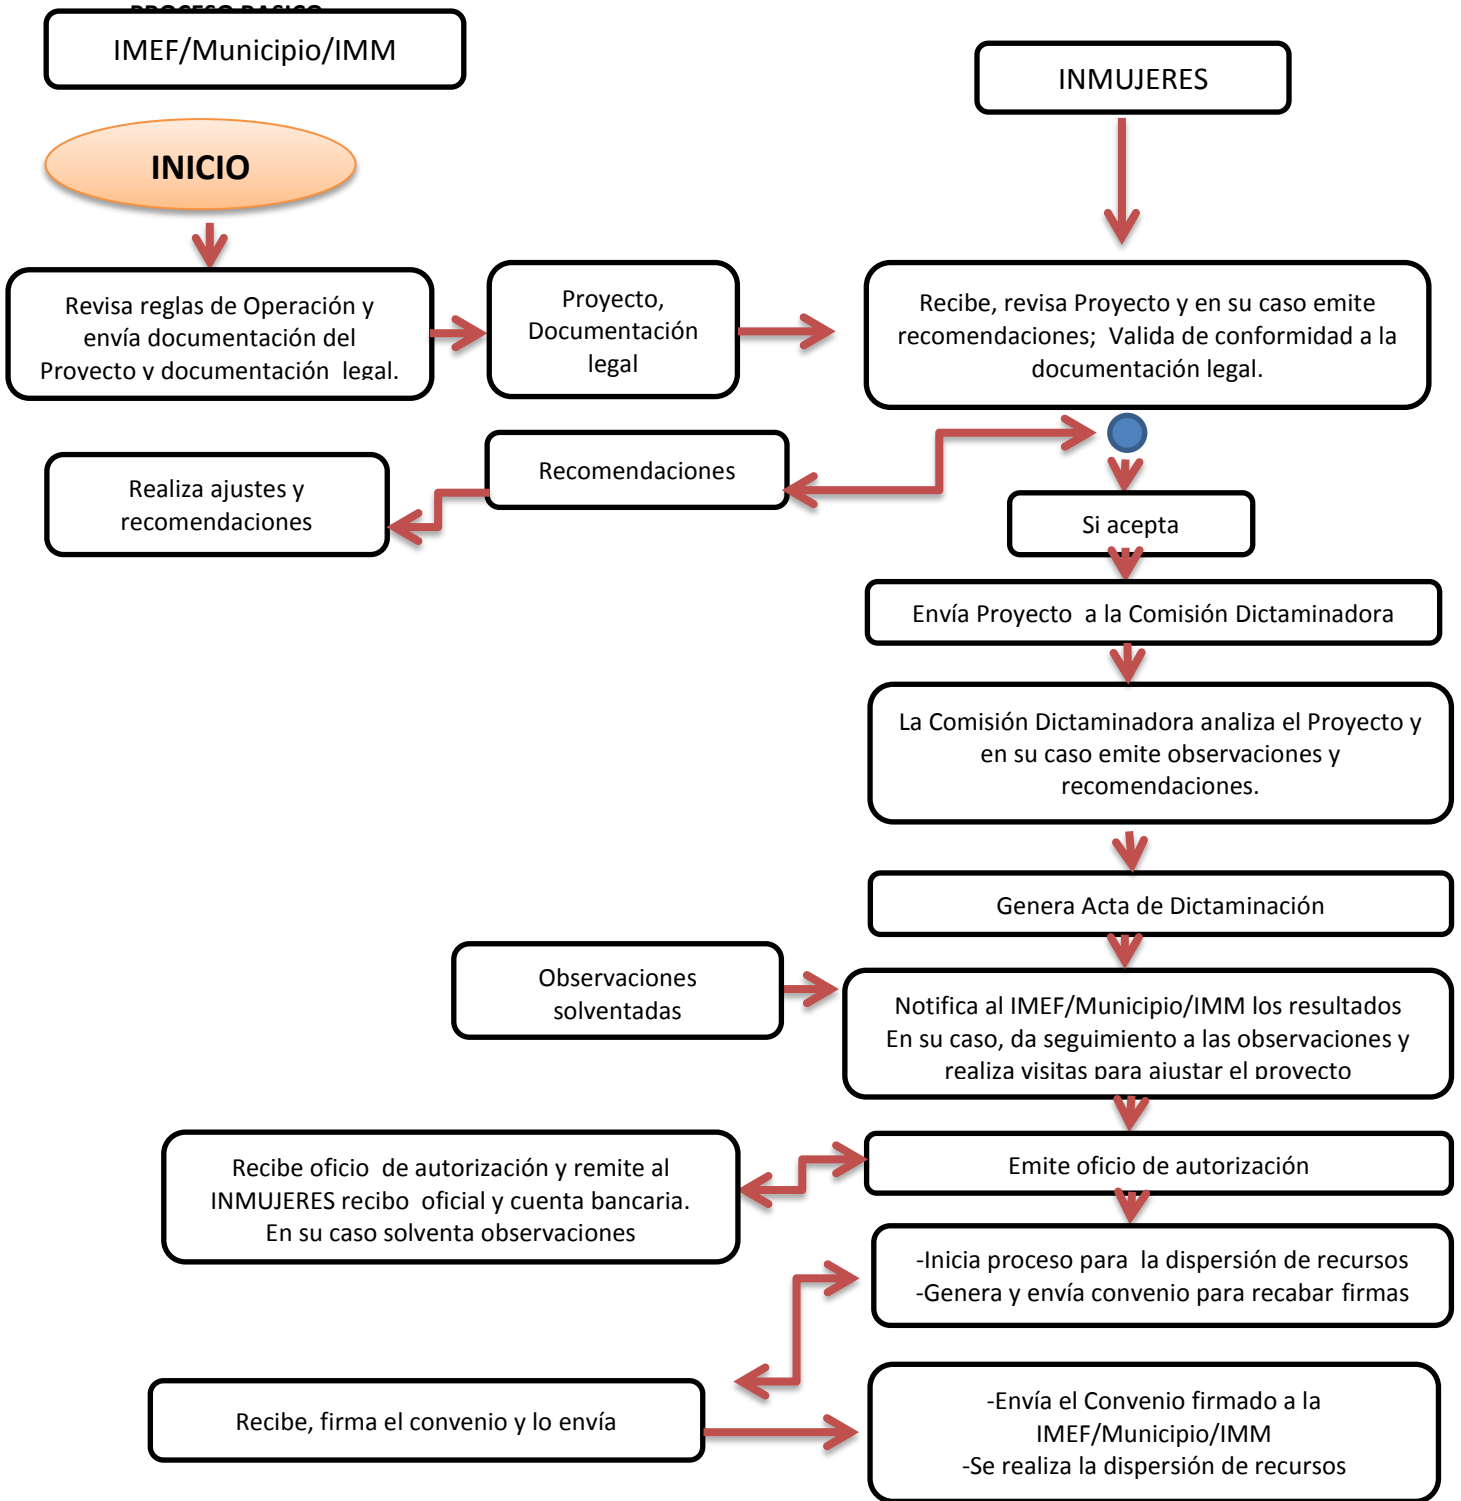 PROCESO BASICO
IMEF/Municipio/IMM
INMUJERES
INICIO
Revisa reglas de Operación y
envía documentación del
Proyecto y documentación legal.
Proyecto,
Documentación
legal
Recibe, revisa Proyecto y en su caso emite
recomendaciones; Valida de conformidad a la
documentación legal.
Realiza ajustes y
recomendaciones
Recomendaciones
Si acepta
Envía Proyecto a la Comisión Dictaminadora
La Comisión Dictaminadora analiza el Proyecto y
en su caso emite observaciones y
recomendaciones.
Genera Acta de Dictaminación
Observaciones
solventadas
Notifica al IMEF/Municipio/IMM los resultados
En su caso, da seguimiento a las observaciones y
realiza visitas para ajustar el proyecto
Recibe oficio de autorización y remite al
INMUJERES recibo oficial y cuenta bancaria.
En su caso solventa observaciones
Emite oficio de autorización
-Inicia proceso para la dispersión de recursos
-Genera y envía convenio para recabar firmas
Recibe, firma el convenio y lo envía
-Envía el Convenio firmado a la
IMEF/Municipio/IMM
-Se realiza la dispersión de recursos